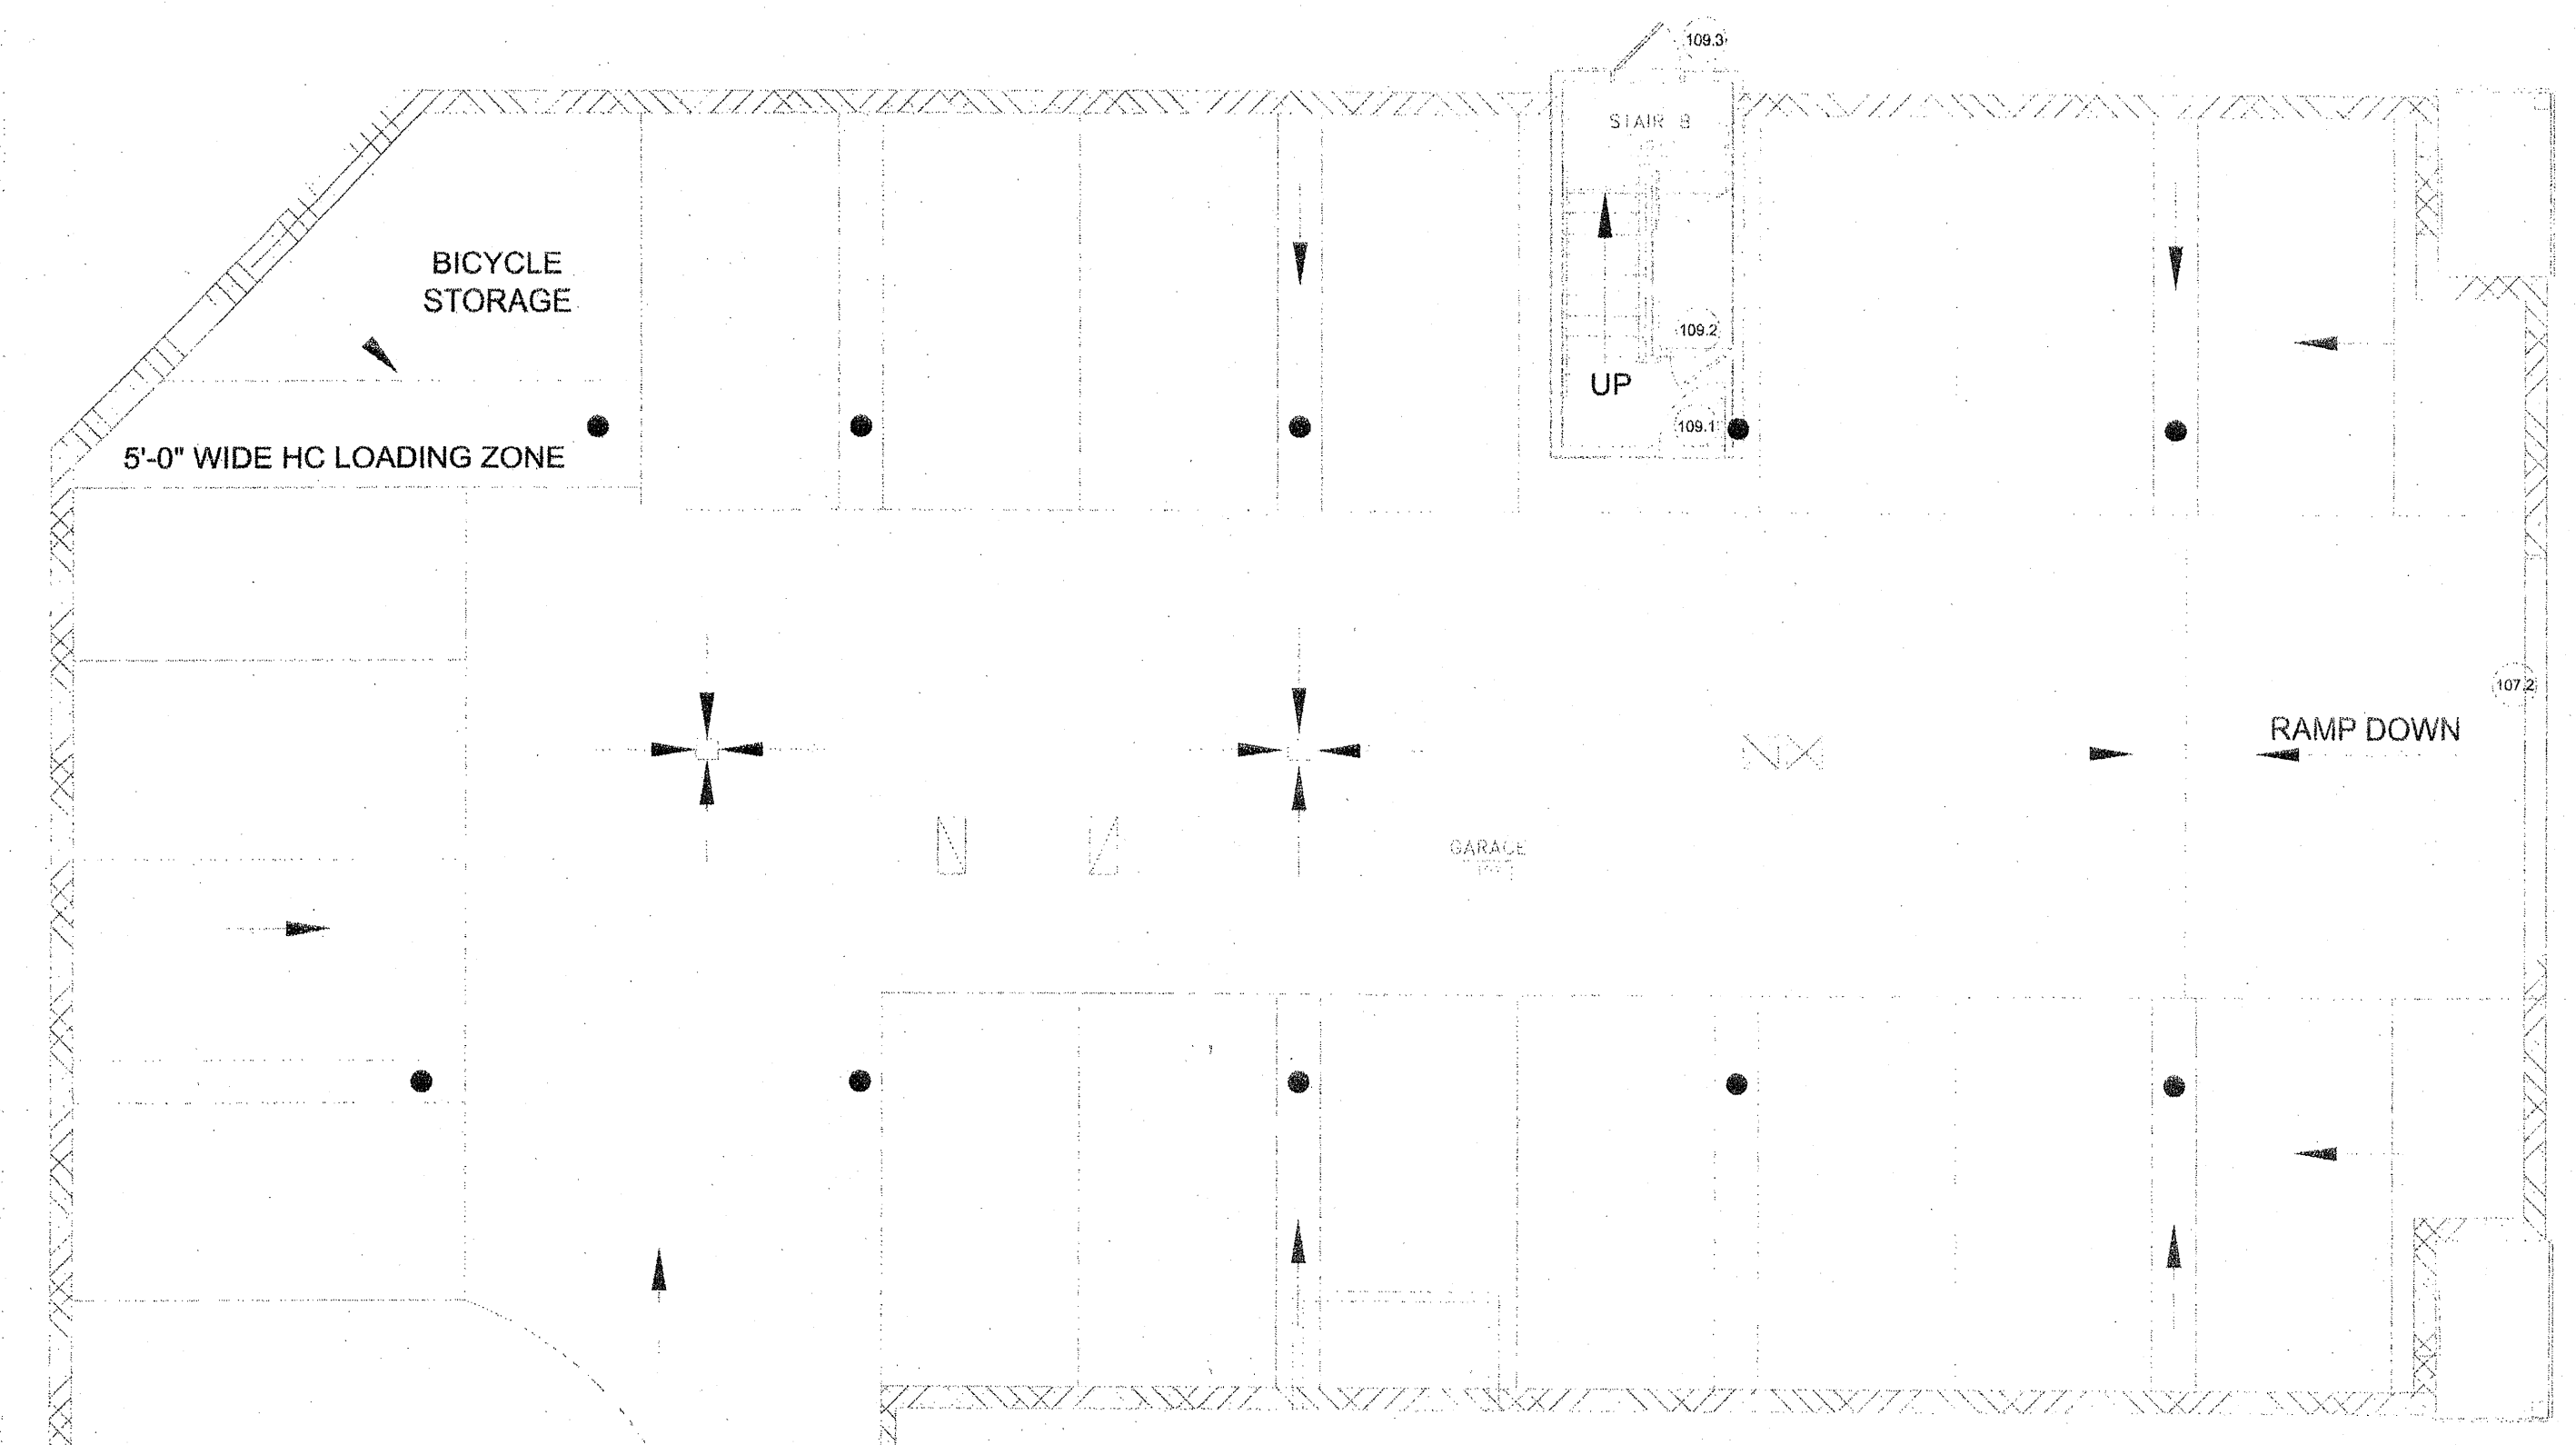 109.3
STAIR B
BICYCLE
STORAGE
109.2
UP
109.1
5'-0" WIDE HC LOADING ZONE
107.2
RAMP DOWN
GARAGE